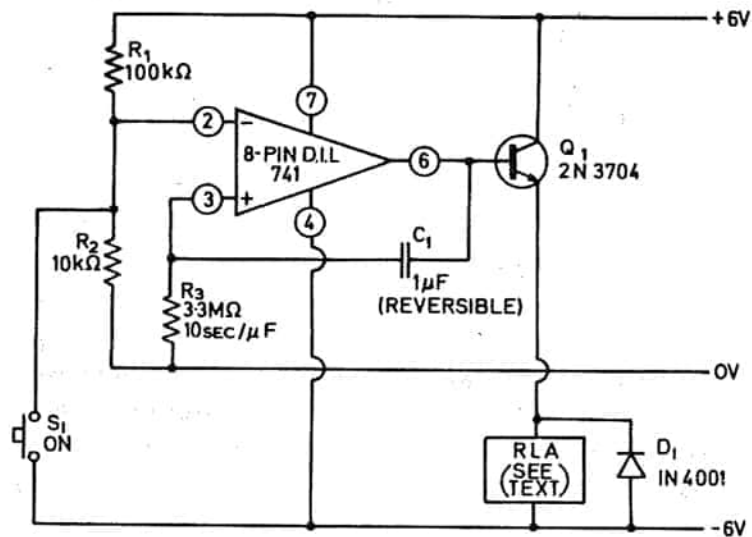 +6V
R1
100kΩ
7
2
−
8-PIN D.I.L
741
6
Q1
2N 3704
3
+
4
R2
10kΩ
C1
1µF
(REVERSIBLE)
R3
3·3MΩ
10SEC/µF
0V
S1
ON
RLA
(SEE
TEXT)
D1
IN 4001
-6V